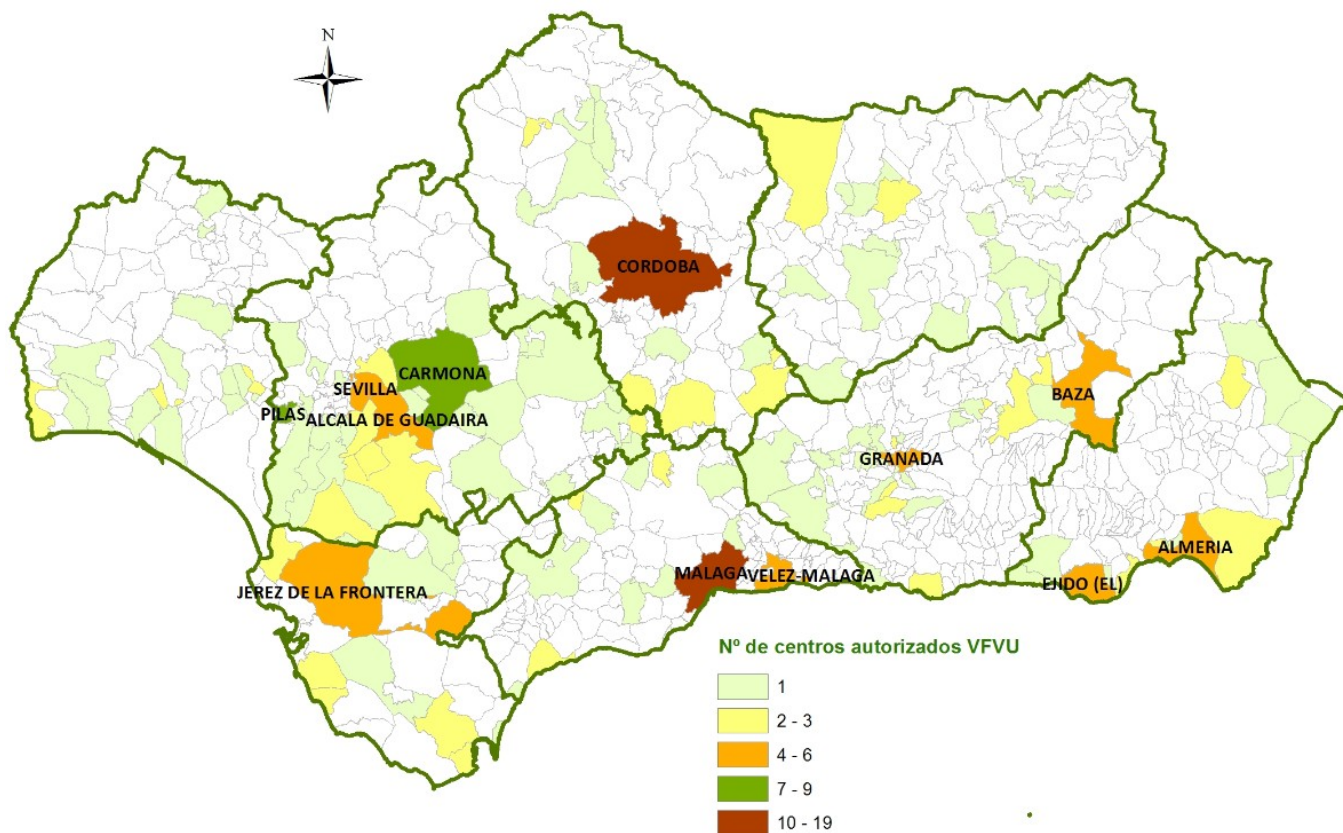 N
CORDOBA
CARMONA
SEVILLA
PILAS
ALCALA DE GUADAIRA
BAZA
GRANADA
ALMERIA
MALAGA
VELEZ-MALAGA
EJIDO (EL)
JEREZ DE LA FRONTERA
Nº de centros autorizados VFVU
1
2 - 3
4 - 6
7 - 9
10 - 19